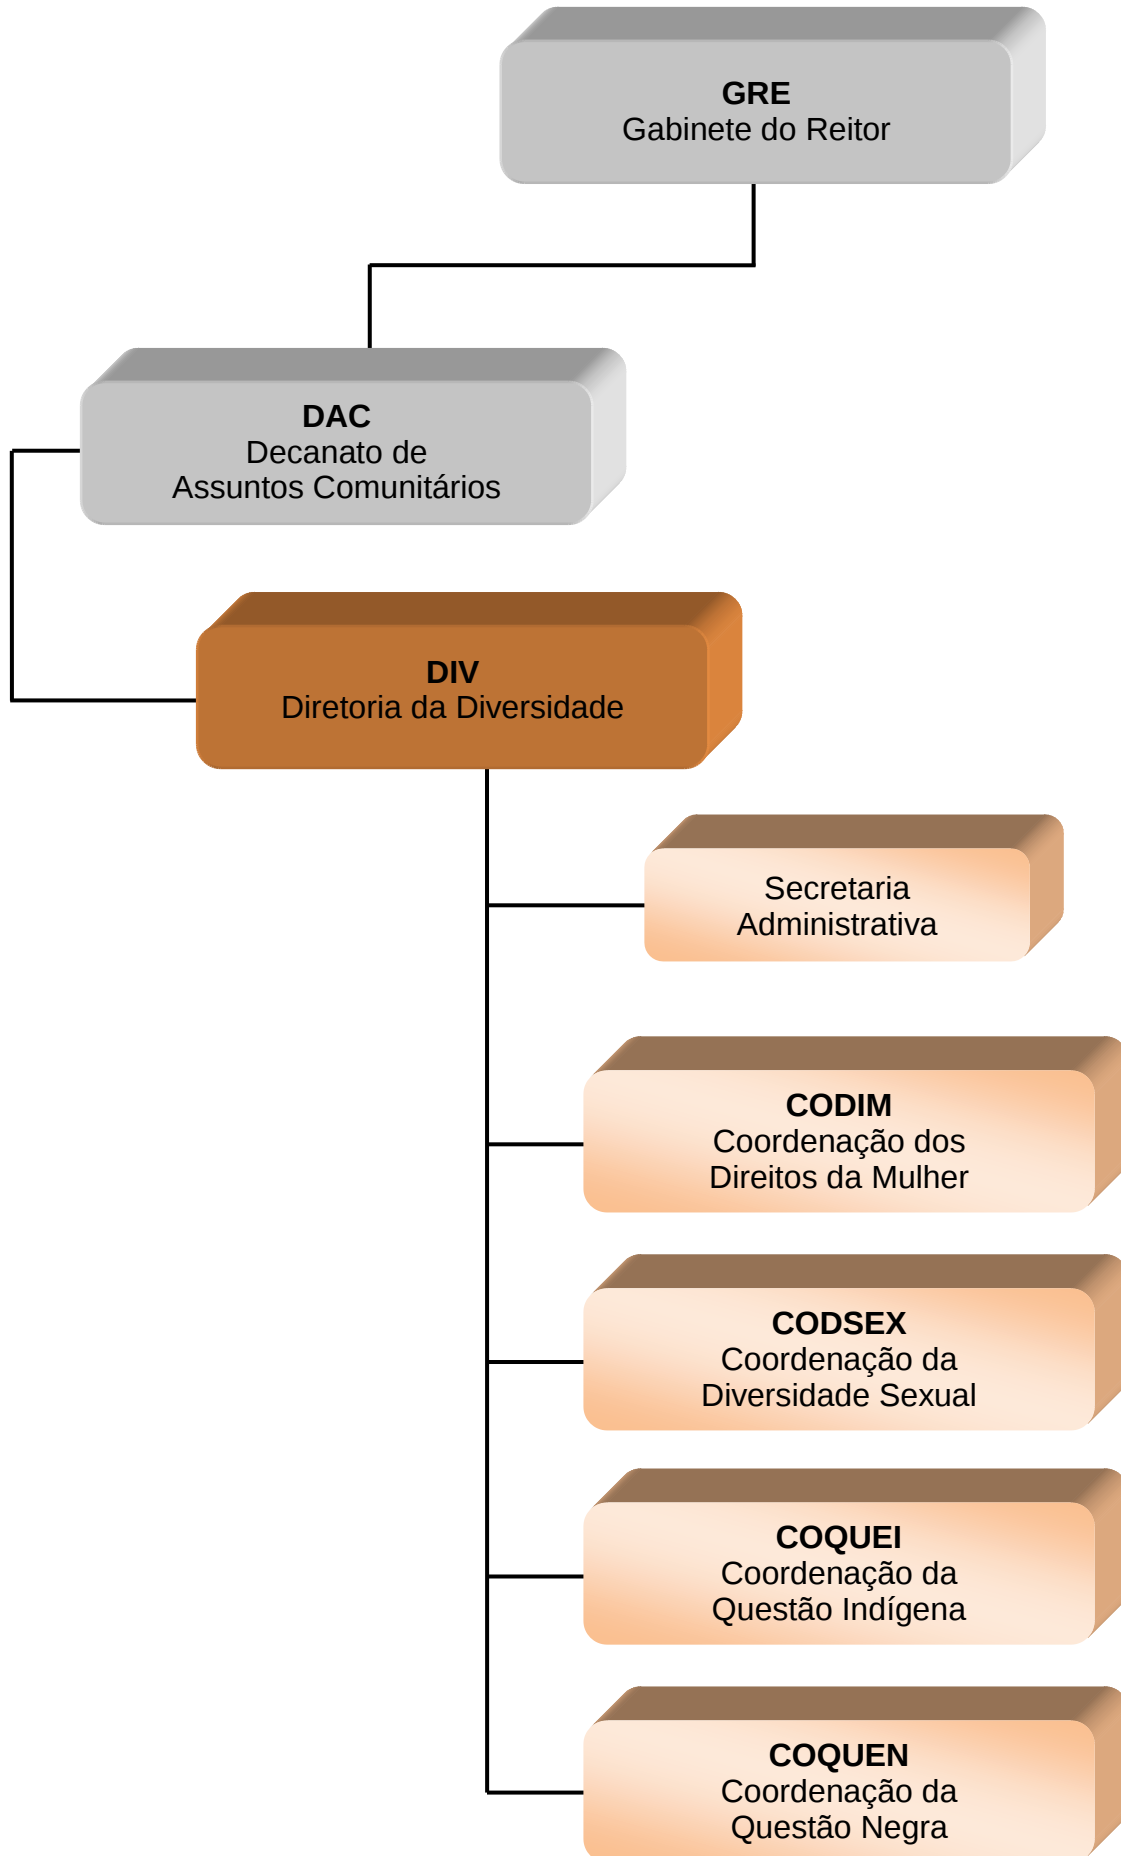 GRE
Gabinete do Reitor
DAC
Decanato de
Assuntos Comunitários
DIV
Diretoria da Diversidade
Secretaria
Administrativa
CODIM
Coordenação dos
Direitos da Mulher
CODSEX
Coordenação da
Diversidade Sexual
COQUEI
Coordenação da
Questão Indígena
COQUEN
Coordenação da
Questão Negra